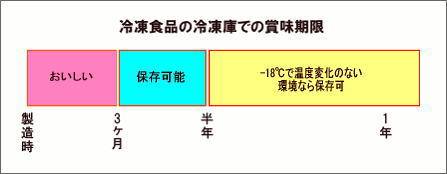 冷凍食品の冷凍庫での賞味期限
おいしい
保存可能
-18℃で温度変化のない
環境なら保存可
製造時
3ヶ月
半年
1年